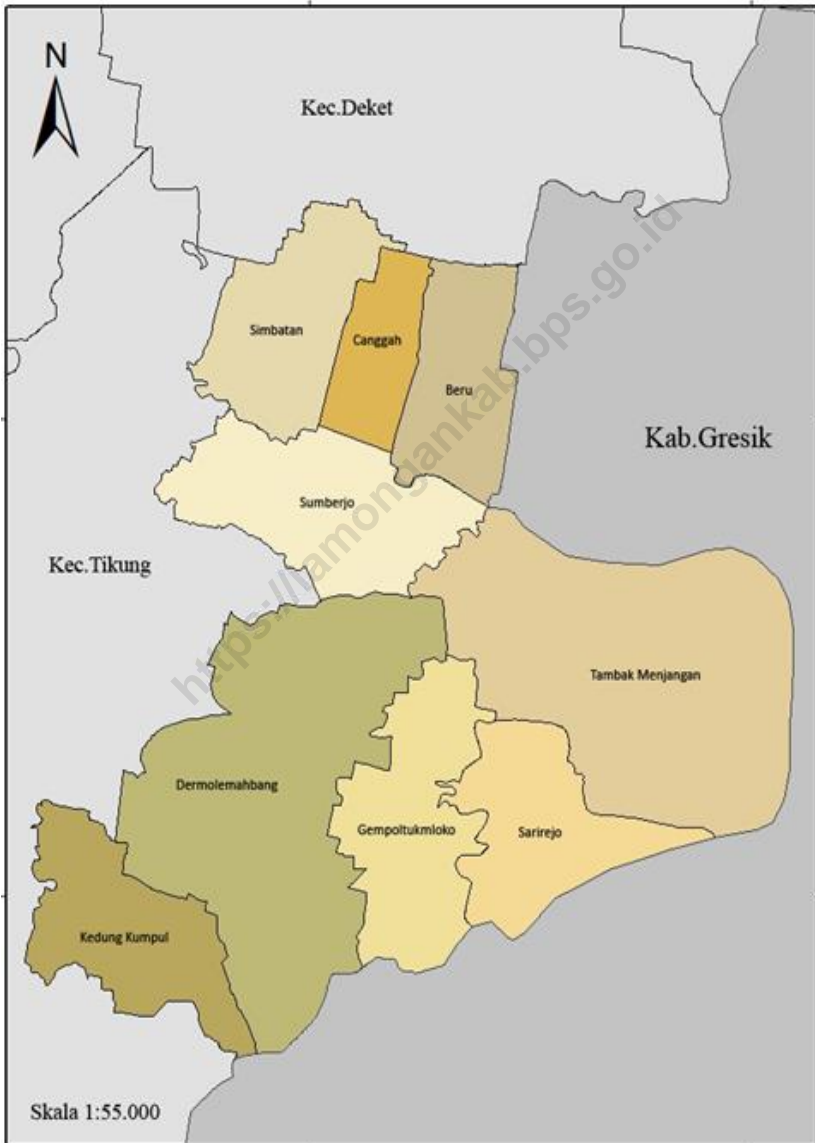 N
Kec.Deket
Simbatan
Canggah
Beru
Kab.Gresik
Sumberjo
Kec.Tikung
Tambak Menjangan
Dermolemahbang
Gempoltukmloko
Sarirejo
Kedung Kumpul
Skala 1:55.000
https://lamongankab.bps.go.id